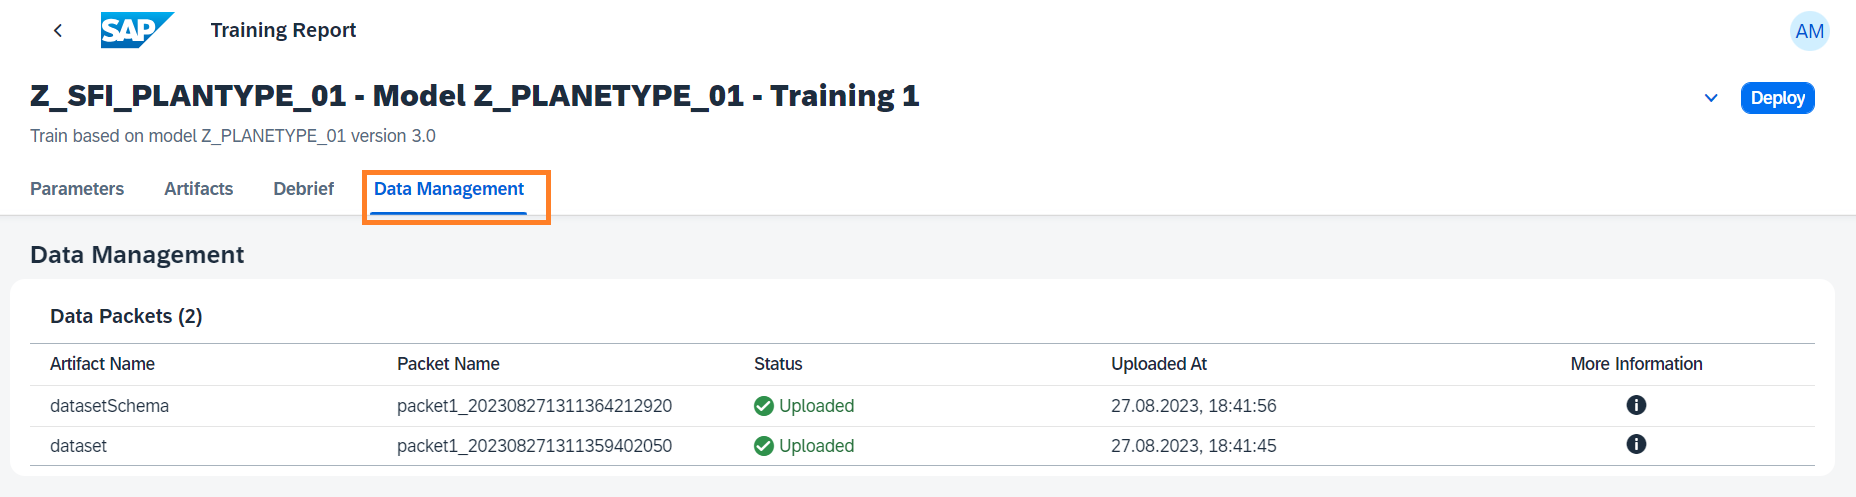 SAP Training Report AM
Z_SFI_PLANTYPE_01 - Model Z_PLANETYPE_01 - Training 1 Deploy
Train based on model Z_PLANETYPE_01 version 3.0
Parameters Artifacts Debrief Data Management
Data Management
Data Packets (2)
Artifact Name Packet Name Status Uploaded At More Information
datasetSchema packet1_202308271311364212920 Uploaded 27.08.2023, 18:41:56
dataset packet1_202308271311359402050 Uploaded 27.08.2023, 18:41:45